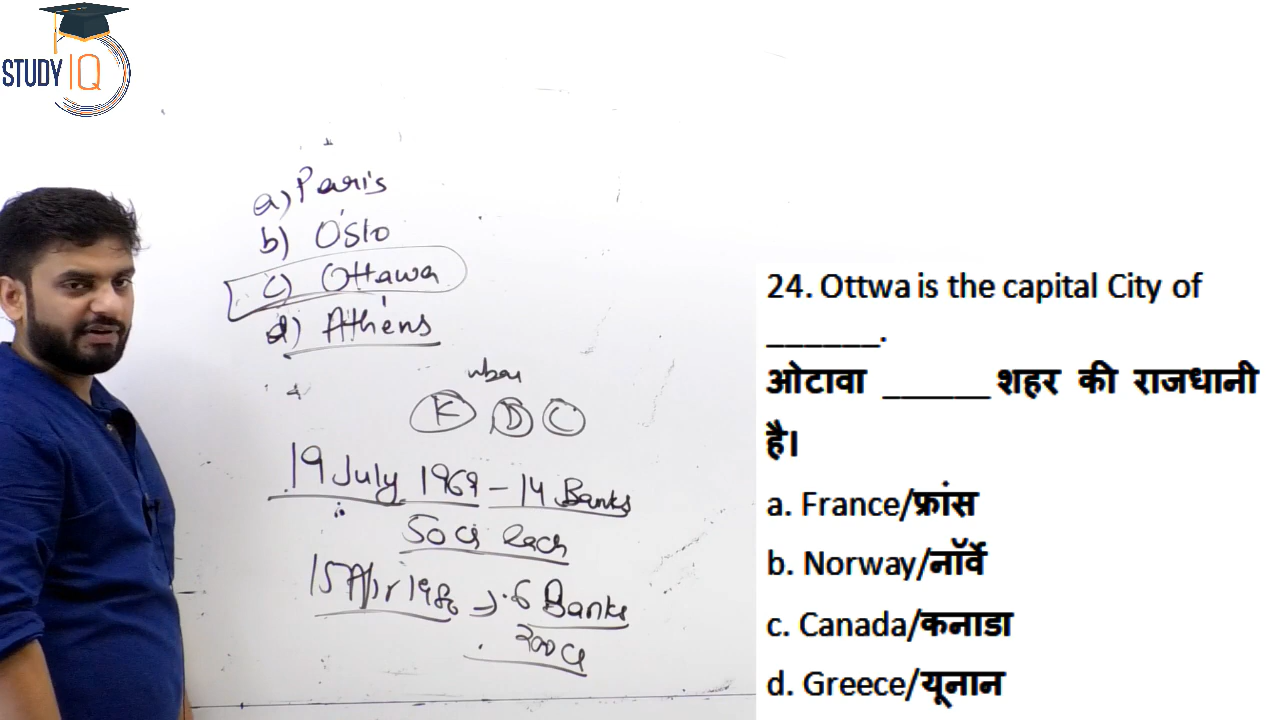 STUDY IQ
a) Paris
b) Oslo
c) Ottawa
d) Athens
K D C
19 July 1969 - 14 Banks
50 Cr each
15 Apr 1980 → 6 Banks
200 Cr
24. Ottwa is the capital City of
______.
ओटावा ______ शहर की राजधानी
है।
a. France/फ्रांस
b. Norway/नॉर्वे
c. Canada/कनाडा
d. Greece/यूनान